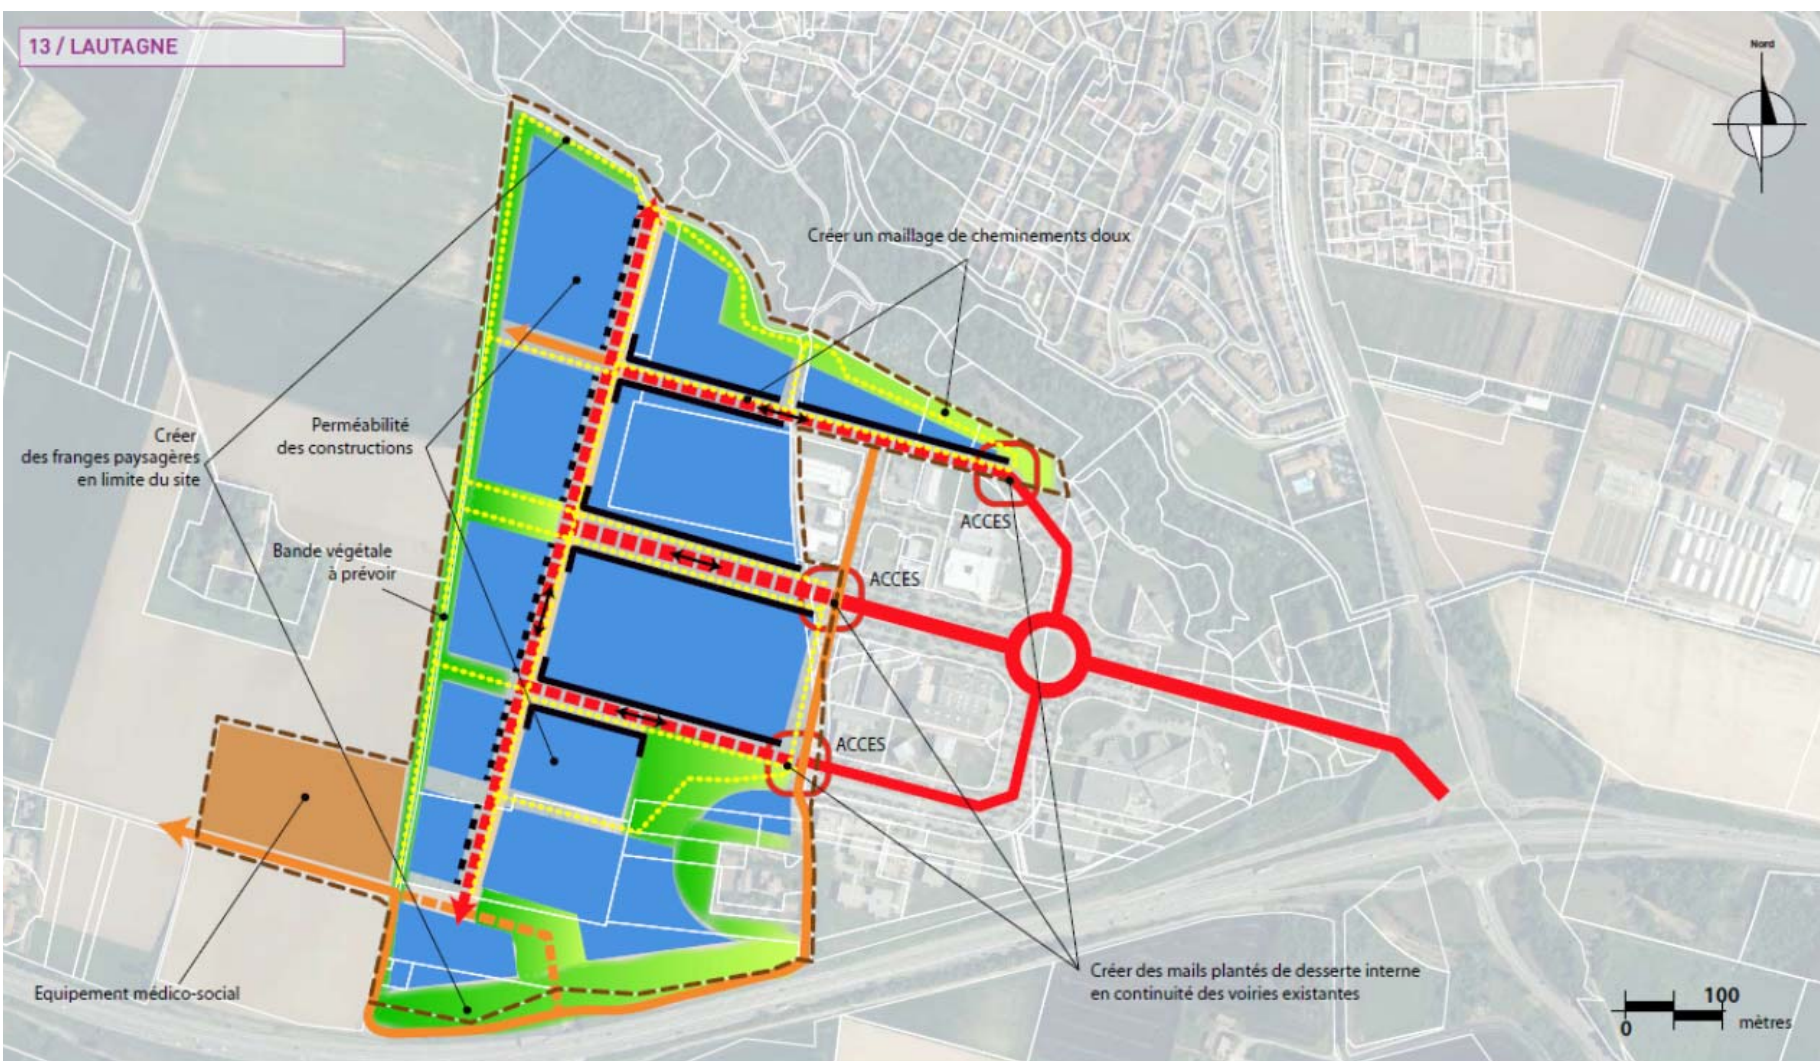 13 / LAUTAGNE
Nord
Créer un maillage de cheminements doux
Créer
des franges paysagères
en limite du site
Perméabilité
des constructions
ACCES
Bande végétale
à prévoir
ACCES
ACCES
Equipement médico-social
Créer des mails plantés de desserte interne
en continuité des voiries existantes
100
0
mètres